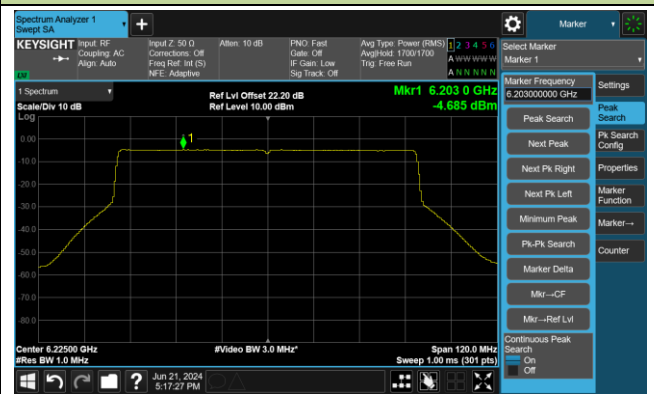 Spectrum Analyzer 1
Swept SA
Marker
KEYSIGHT
Input: RF
Coupling: AC
Align: Auto
Input Z: 50 Ω
Corrections: Off
Freq Ref: Int (S)
NFE: Adaptive
Atten: 10 dB
PNO: Fast
Gate: Off
IF Gain: Low
Sig Track: Off
Avg Type: Power (RMS)
Avg|Hold: 1700/1700
Trig: Free Run
1 2 3 4 5 6
A W W W W W
A N N N N N
LXI
Select Marker
Marker 1
1 Spectrum
Scale/Div 10 dB
Log
Ref Lvl Offset 22.20 dB
Ref Level 10.00 dBm
Mkr1 6.203 0 GHz
-4.685 dBm
1
0.00
-10.0
-20.0
-30.0
-40.0
-50.0
-60.0
-70.0
-80.0
Center 6.22500 GHz
#Res BW 1.0 MHz
#Video BW 3.0 MHz*
Span 120.0 MHz
Sweep 1.00 ms (301 pts)
Marker Frequency
6.203000000 GHz
Peak Search
Next Peak
Next Pk Right
Next Pk Left
Minimum Peak
Pk-Pk Search
Marker Delta
Mkr→CF
Mkr→Ref Lvl
Continuous Peak
Search
On
Off
Settings
Peak
Search
Pk Search
Config
Properties
Marker
Function
Marker→
Counter
?
Jun 21, 2024
5:17:27 PM